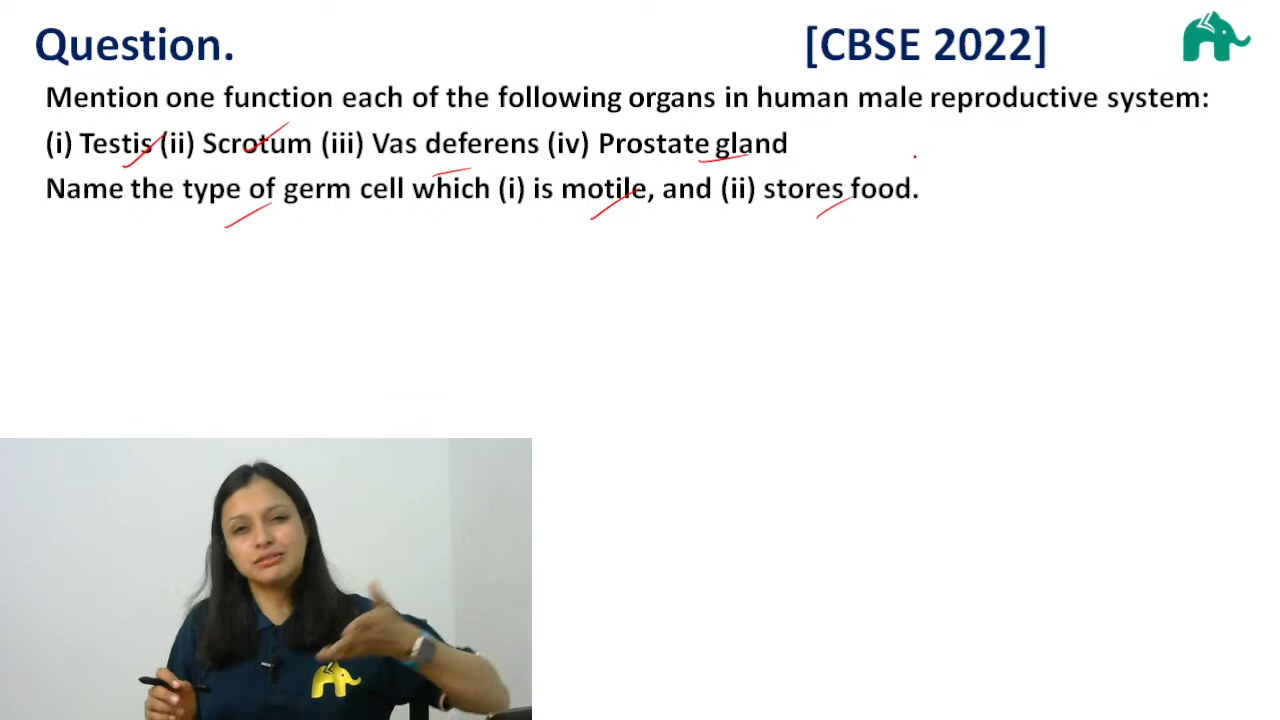 Question.
[CBSE 2022]
Mention one function each of the following organs in human male reproductive system:
(i) Testis (ii) Scrotum (iii) Vas deferens (iv) Prostate gland
Name the type of germ cell which (i) is motile, and (ii) stores food.